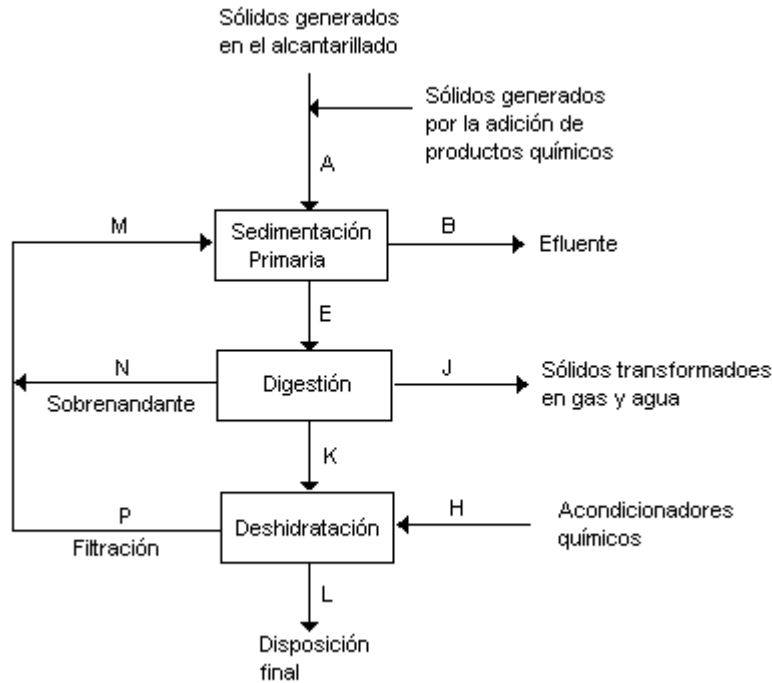 Sólidos generados
en el alcantarillado
Sólidos generados
por la adición de
productos químicos
A
M
Sedimentación
Primaria
B
Efluente
E
N
Sobrenandante
Digestión
J
Sólidos transformadoes
en gas y agua
K
P
Filtración
Deshidratación
H
Acondicionadores
químicos
L
Disposición
final